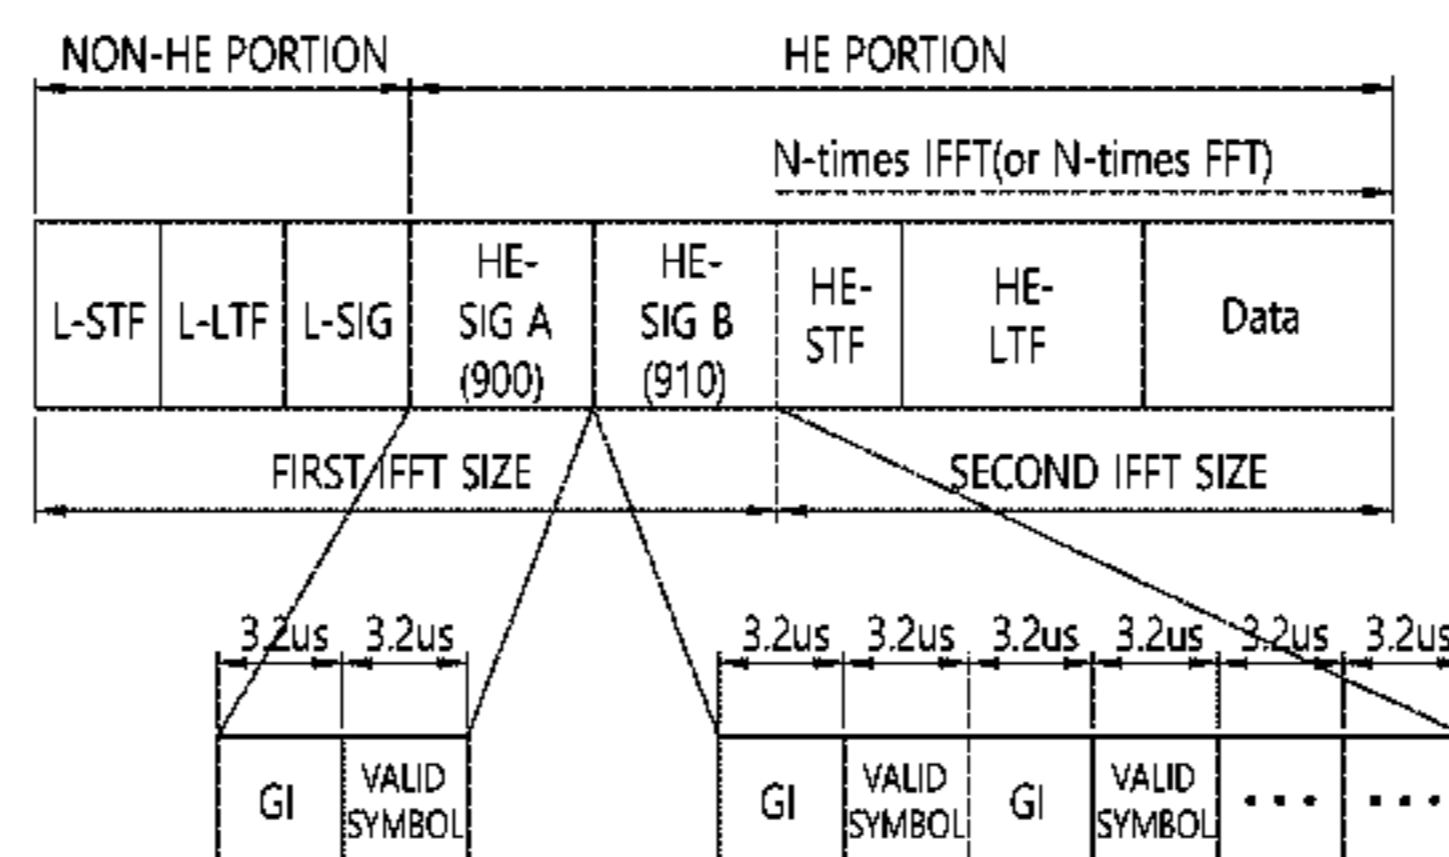 NON-HE PORTION
HE PORTION
N-times IFFT(or N-times FFT)
L-STF
L-LTF
L-SIG
HE-
SIG A
(900)
HE-
SIG B
(910)
HE-
STF
HE-
LTF
Data
FIRST IFFT SIZE
SECOND IFFT SIZE
3.2us
3.2us
3.2us
3.2us
3.2us
3.2us
3.2us
3.2us
GI
VALID
SYMBOL
GI
VALID
SYMBOL
GI
VALID
SYMBOL
• • •
• • •